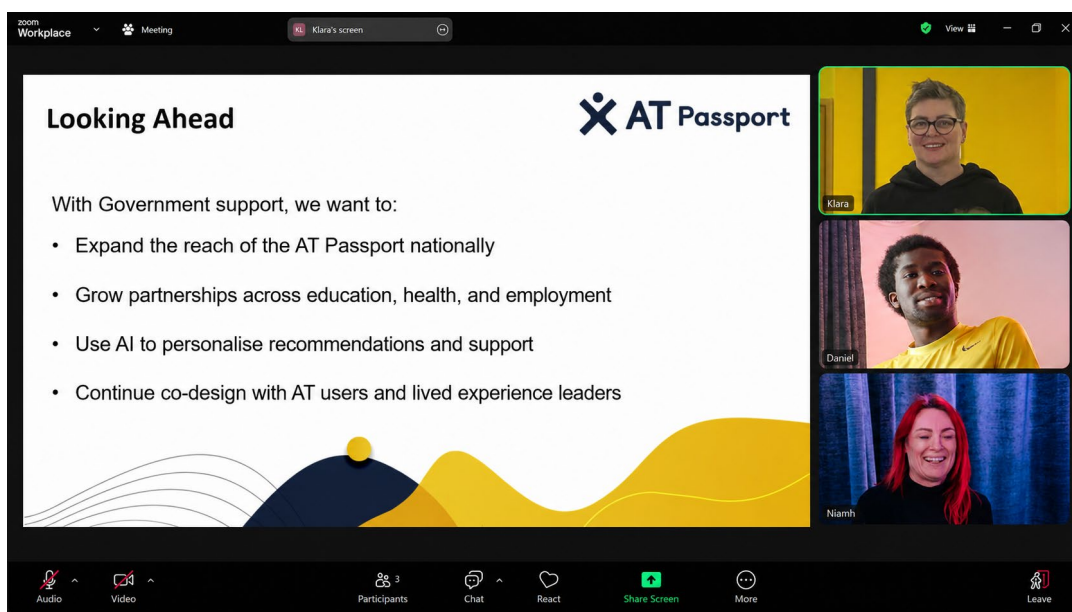 zoom
Workplace
Meeting
KL Klara's screen
View
Looking Ahead
AT Passport
With Government support, we want to:
• Expand the reach of the AT Passport nationally
• Grow partnerships across education, health, and employment
• Use AI to personalise recommendations and support
• Continue co-design with AT users and lived experience leaders
Klara
Daniel
Niamh
Audio
Video
3
Participants
Chat
React
Share Screen
More
Leave